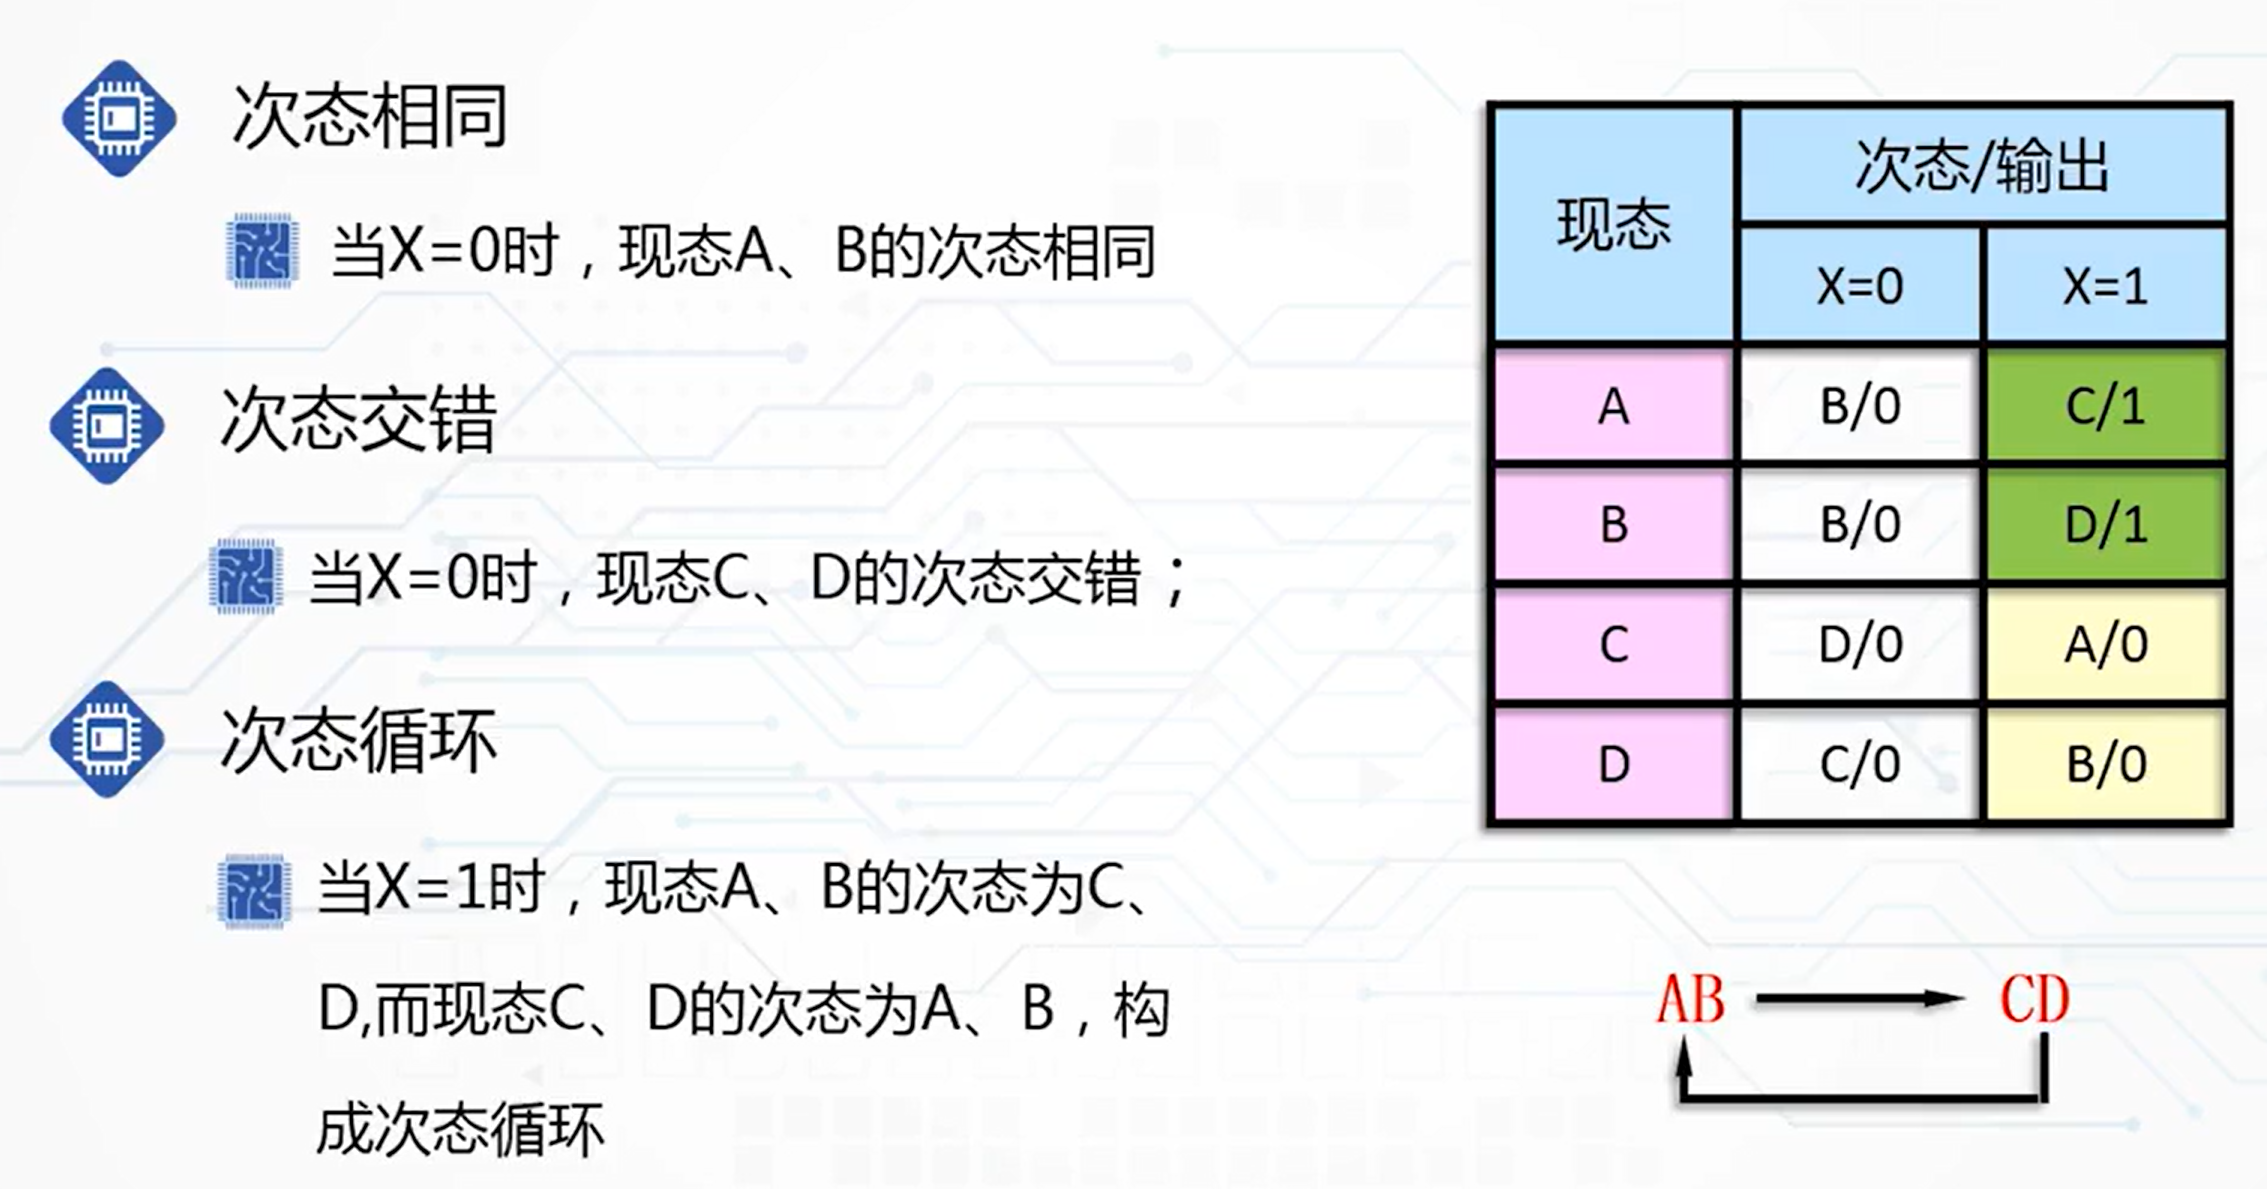 次态相同
当X=0时，现态A、B的次态相同
次态交错
当X=0时，现态C、D的次态交错；
次态循环
当X=1时，现态A、B的次态为C、
D,而现态C、D的次态为A、B，构
成次态循环
现态 次态/输出
X=0 X=1
A B/0 C/1
B B/0 D/1
C D/0 A/0
D C/0 B/0
AB CD